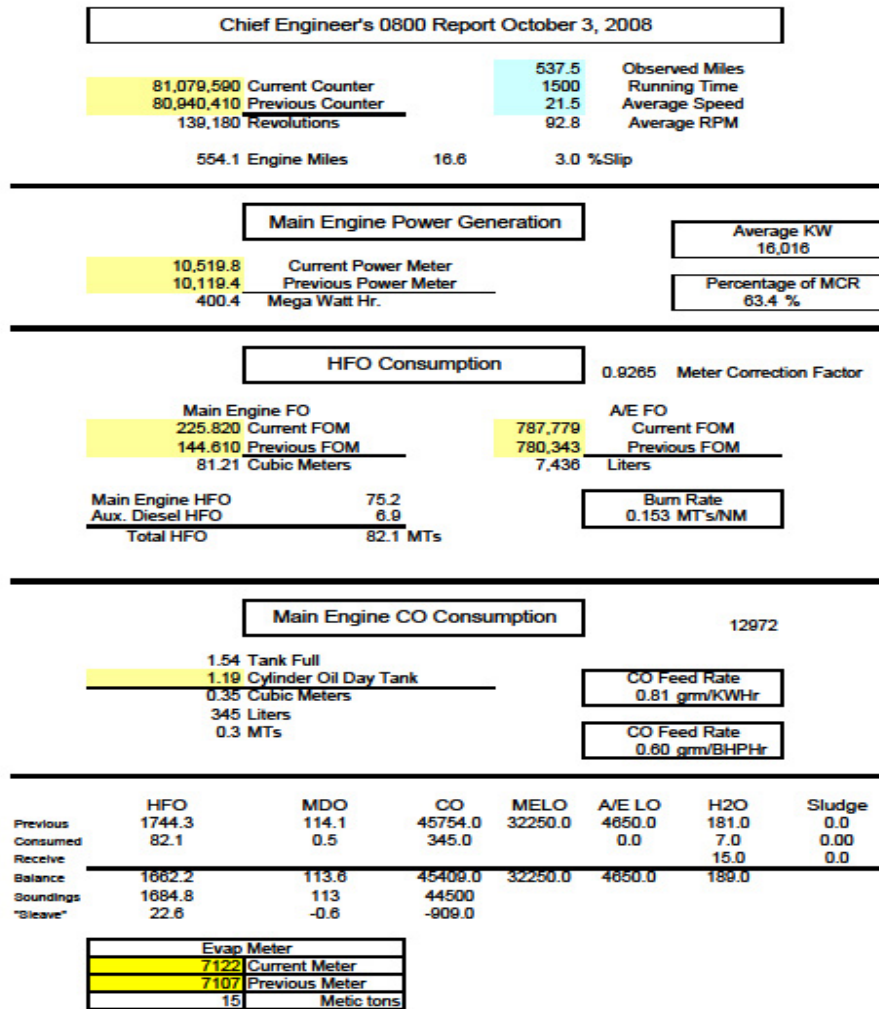 Chief Engineer's 0800 Report October 3, 2008
537.5 Observed Miles
81,079,590 Current Counter 1500 Running Time
80,940,410 Previous Counter 21.5 Average Speed
139,180 Revolutions 92.8 Average RPM
554.1 Engine Miles 16.6 3.0 %Slip
Main Engine Power Generation
Average KW
16,016
10,519.8 Current Power Meter
10,119.4 Previous Power Meter
400.4 Mega Watt Hr.
Percentage of MCR
63.4 %
HFO Consumption
0.9265 Meter Correction Factor
Main Engine FO A/E FO
225.820 Current FOM 787,779 Current FOM
144.610 Previous FOM 780,343 Previous FOM
81.21 Cubic Meters 7,436 Liters
Main Engine HFO 75.2
Aux. Diesel HFO 6.9
Total HFO 82.1 MTs
Burn Rate
0.153 MT's/NM
Main Engine CO Consumption
12972
1.54 Tank Full
1.19 Cylinder Oil Day Tank
0.35 Cubic Meters
345 Liters
0.3 MTs
CO Feed Rate
0.81 grm/KWHr
CO Feed Rate
0.60 grm/BHPHr
HFO MDO CO MELO A/E LO H2O Sludge
Previous 1744.3 114.1 45754.0 32250.0 4650.0 181.0 0.0
Consumed 82.1 0.5 345.0 0.0 7.0 0.00
Receive 15.0 0.0
Balance 1662.2 113.6 45409.0 32250.0 4650.0 189.0
Soundings 1684.8 113 44500
"Sleave" 22.6 -0.6 -909.0
Evap Meter
7122 Current Meter
7107 Previous Meter
15 Metic tons